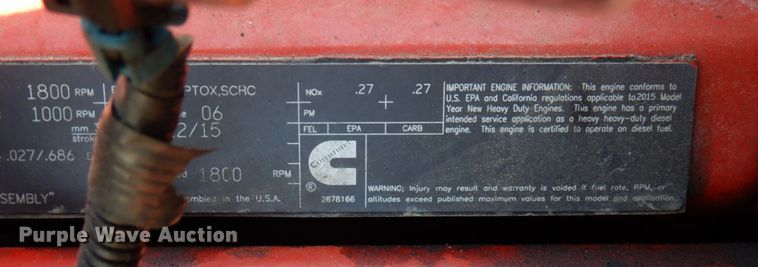 1800 RPM PTOX,SCRC
1000 RPM 06
mm 2/15
stroke
.027/.686
1800 RPM
SEMBLY" mbled in the U.S.A.
NOx .27 .27
PM
FEL EPA CARB
Cummins
®
2878166
IMPORTANT ENGINE INFORMATION: This engine conforms to
U.S. EPA and California regulations applicable to 2015 Model
Year New Heavy Duty Engines. This engine has a primary
intended service application as a heavy heavy-duty diesel
engine. This engine is certified to operate on diesel fuel.
WARNING: Injury may result and warranty is voided if fuel rate, RPM, or
altitudes exceed published maximum values for this model and application.
Purple Wave Auction